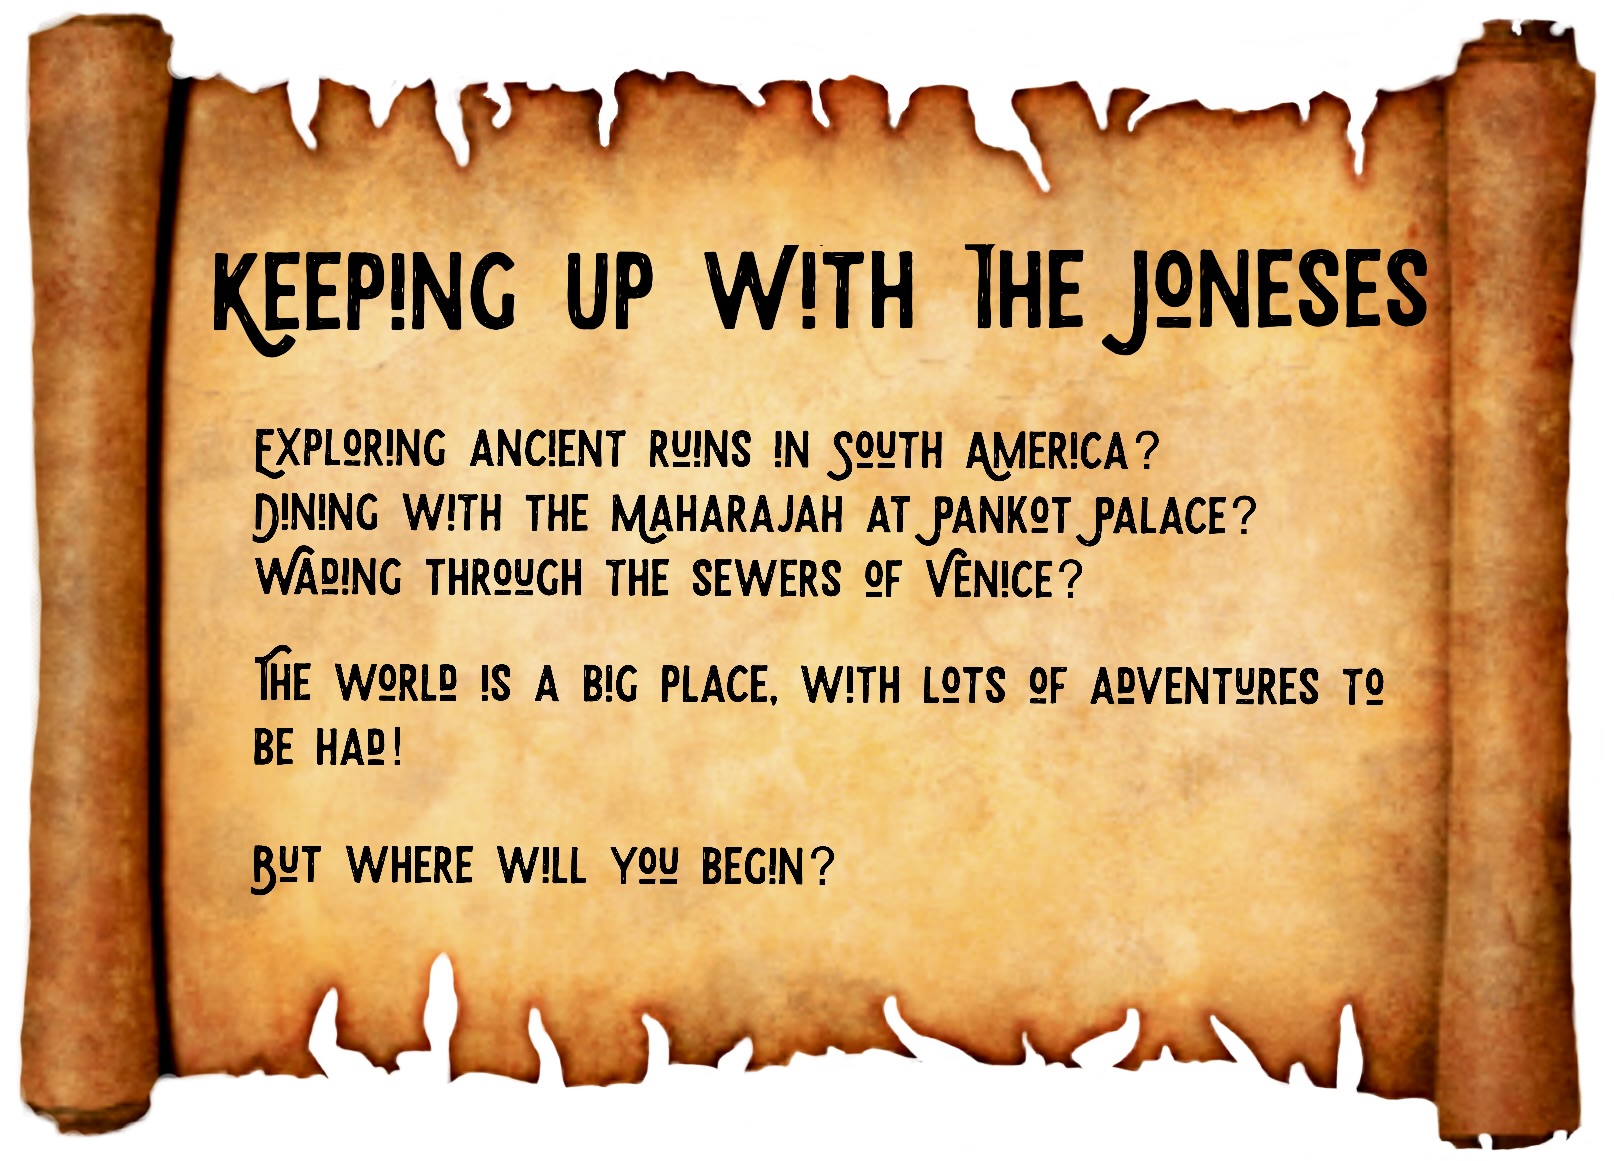 Keeping up with The Joneses
Exploring ancient ruins in South America?
Dining with the Maharajah at Pankot Palace?
Wading through the sewers of Venice?
The world is a big place, with lots of adventures to
be had!
But where will you begin?